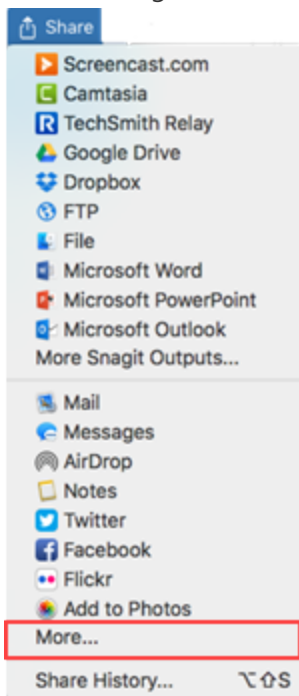 Share
Screencast.com
Camtasia
TechSmith Relay
Google Drive
Dropbox
FTP
File
Microsoft Word
Microsoft PowerPoint
Microsoft Outlook
More Snagit Outputs...
Mail
Messages
AirDrop
Notes
Twitter
Facebook
Flickr
Add to Photos
More...
Share History... ⌥⇧S